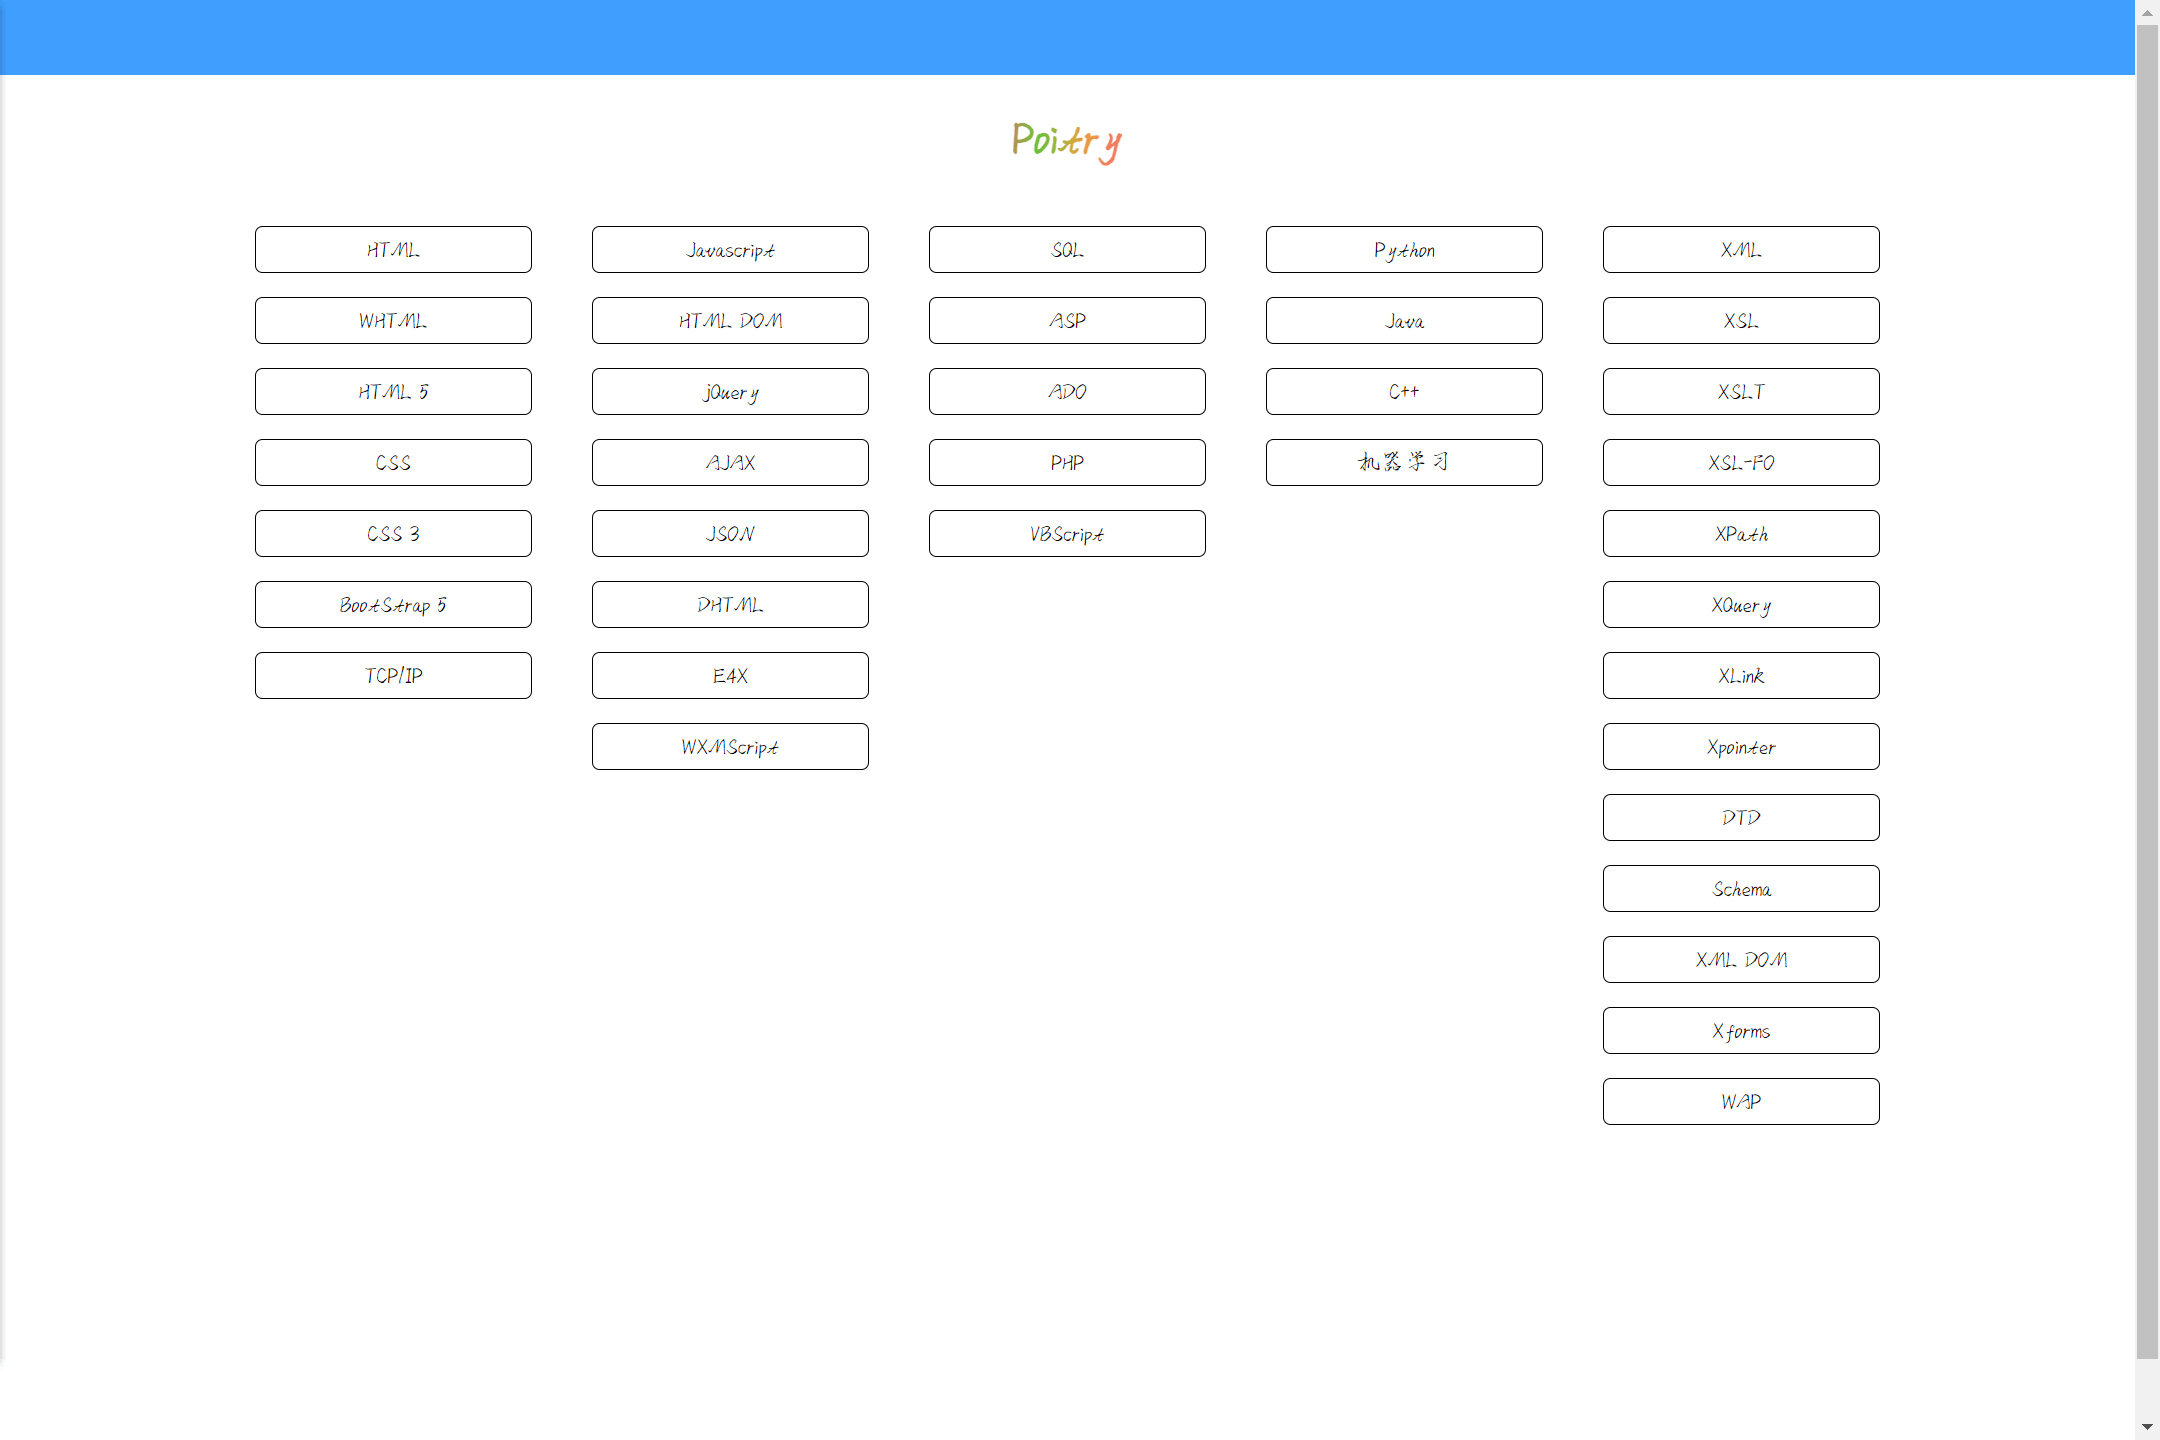 Poitry
HTML
WHTML
HTML 5
CSS
CSS 3
BootStrap 5
TCP/IP
Javascript
HTML DOM
jQuery
AJAX
JSON
DHTML
E4X
WXMScript
SQL
ASP
ADO
PHP
VBScript
Python
Java
C++
机器学习
XML
XSL
XSLT
XSL-FO
XPath
XQuery
XLink
Xpointer
DTD
Schema
XML DOM
Xforms
WAP